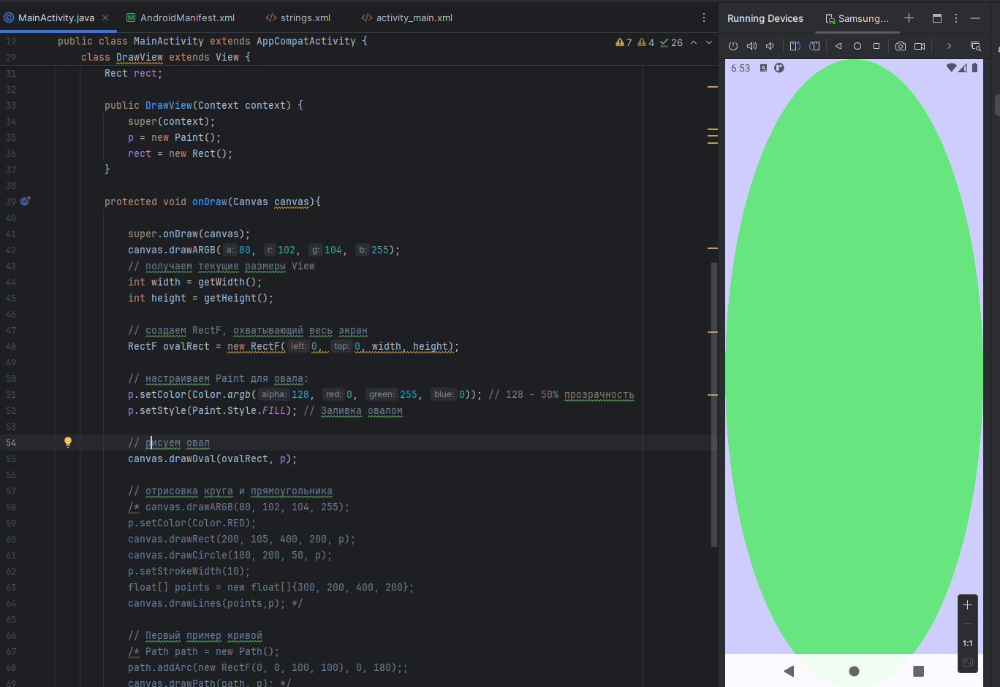 MainActivity.java AndroidManifest.xml strings.xml activity_main.xml
19 public class MainActivity extends AppCompatActivity {
7 4 26
29 class DrawView extends View {
31 Rect rect;
32
33 public DrawView(Context context) {
34 super(context);
35 p = new Paint();
36 rect = new Rect();
37 }
38
39 protected void onDraw(Canvas canvas){
40
41 super.onDraw(canvas);
42 canvas.drawARGB( a: 80, r: 102, g: 104, b: 255);
43 // получаем текущие размеры View
44 int width = getWidth();
45 int height = getHeight();
46
47 // создаем RectF, охватывающий весь экран
48 RectF ovalRect = new RectF( left: 0, top: 0, width, height);
49
50 // настраиваем Paint для овала:
51 p.setColor(Color.argb( alpha: 128, red: 0, green: 255, blue: 0)); // 128 - 50% прозрачность
52 p.setStyle(Paint.Style.FILL); // Заливка овалом
53
54 // рисуем овал
55 canvas.drawOval(ovalRect, p);
56
57 // отрисовка круга и прямоугольника
58 /* canvas.drawARGB(80, 102, 104, 255);
59 p.setColor(Color.RED);
60 canvas.drawRect(200, 105, 400, 200, p);
61 canvas.drawCircle(100, 200, 50, p);
62 p.setStrokeWidth(10);
63 float[] points = new float[]{300, 200, 400, 200};
64 canvas.drawLines(points,p); */
65
66 // Первый пример кривой
67 /* Path path = new Path();
68 path.addArc(new RectF(0, 0, 100, 100), 0, 180);;
69 canvas.drawPath(path, p); */
Running Devices Samsung...
6:53
1:1